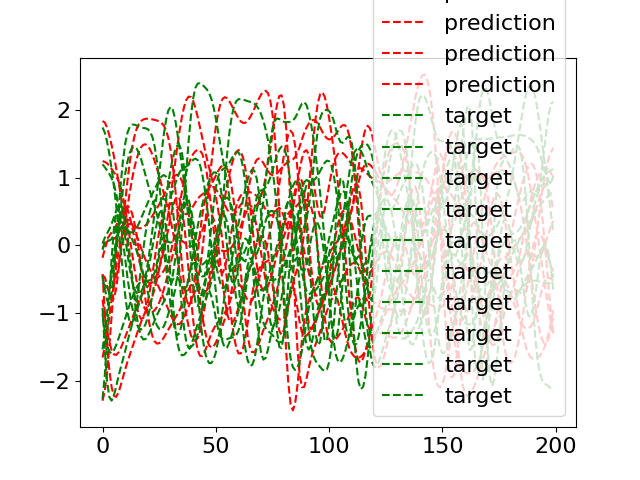 prediction
prediction
prediction
target
target
target
target
target
target
target
target
target
target
2
1
0
−1
−2
0
50
100
150
200